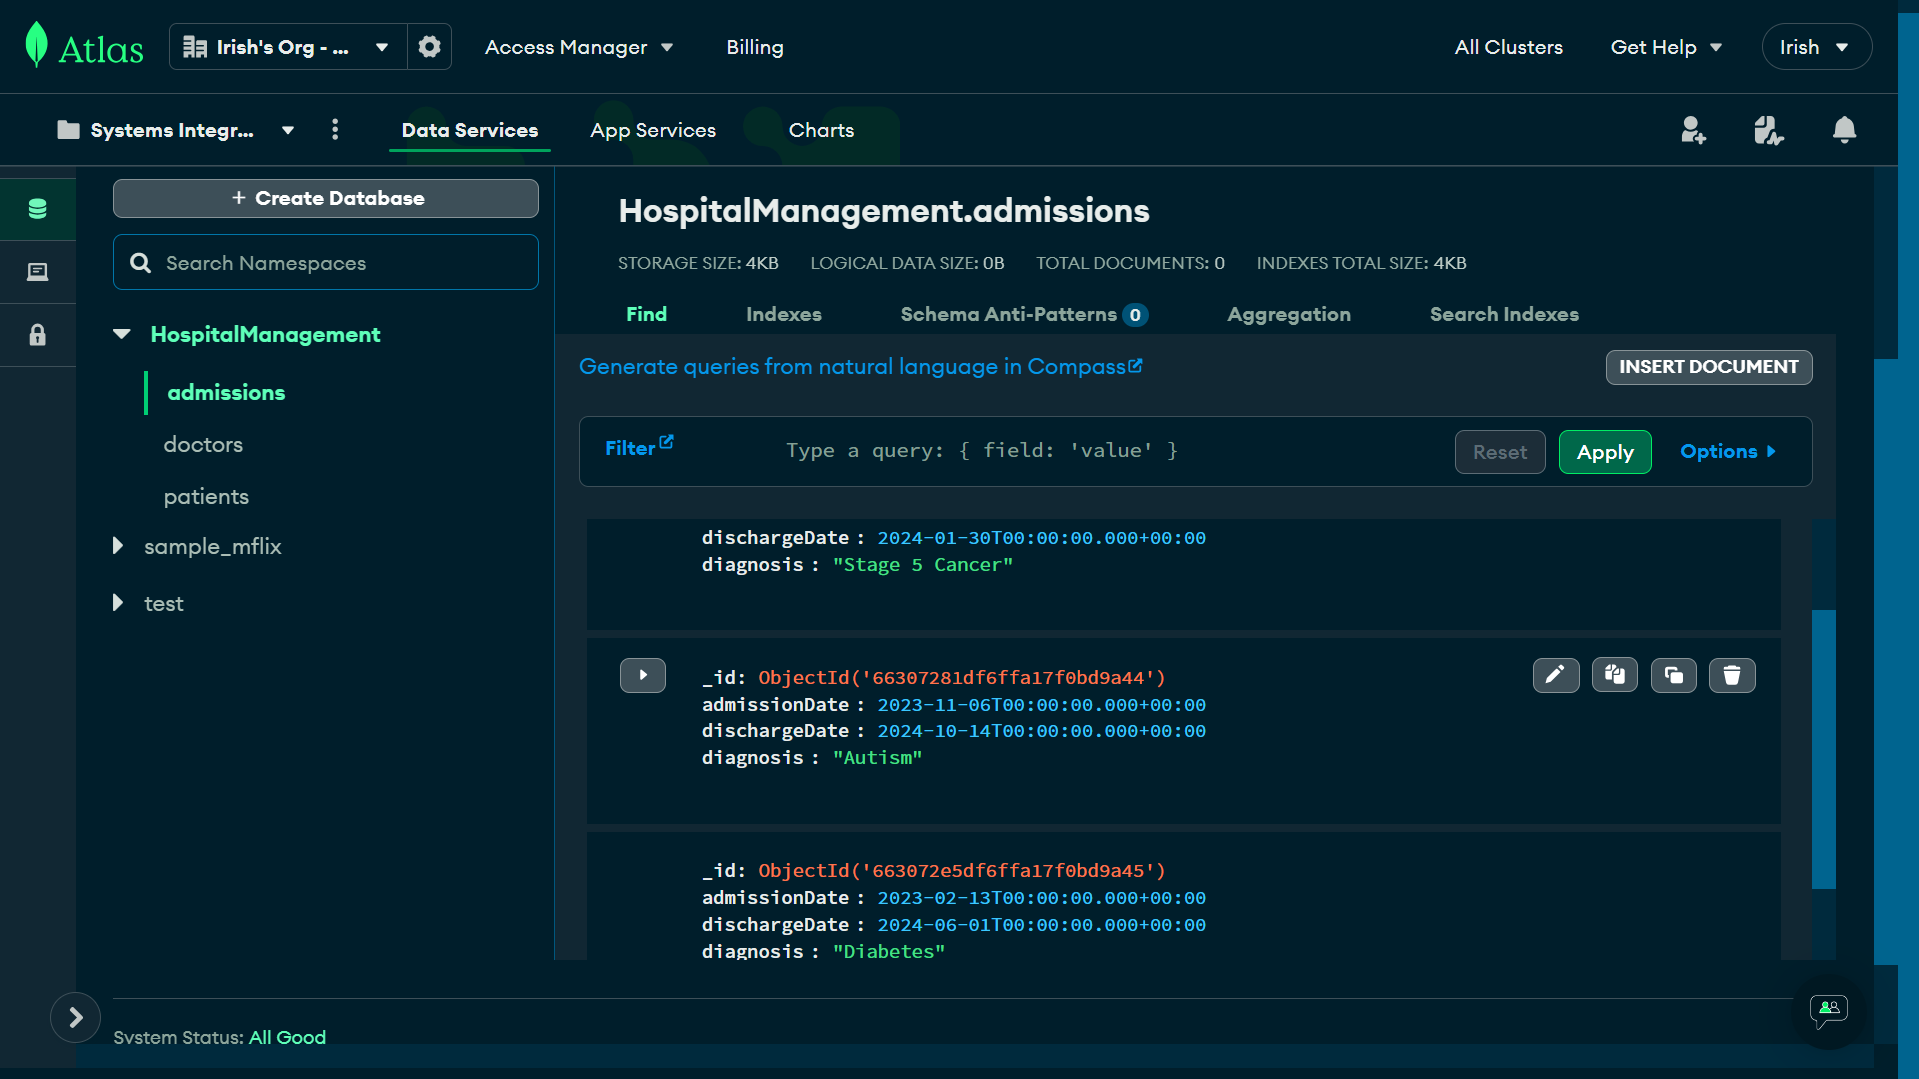 Atlas
Irish's Org - ...
Access Manager
Billing
All Clusters
Get Help
Irish
Systems Integr...
Data Services
App Services
Charts
+ Create Database
Search Namespaces
HospitalManagement
admissions
doctors
patients
sample_mflix
test
HospitalManagement.admissions
STORAGE SIZE: 4KB LOGICAL DATA SIZE: 0B TOTAL DOCUMENTS: 0 INDEXES TOTAL SIZE: 4KB
Find Indexes Schema Anti-Patterns 0 Aggregation Search Indexes
Generate queries from natural language in Compass
INSERT DOCUMENT
Filter
Type a query: { field: 'value' }
Reset
Apply
Options
dischargeDate : 2024-01-30T00:00:00.000+00:00
diagnosis : "Stage 5 Cancer"
_id: ObjectId('66307281df6ffa17f0bd9a44')
admissionDate : 2023-11-06T00:00:00.000+00:00
dischargeDate : 2024-10-14T00:00:00.000+00:00
diagnosis : "Autism"
_id: ObjectId('663072e5df6ffa17f0bd9a45')
admissionDate : 2023-02-13T00:00:00.000+00:00
dischargeDate : 2024-06-01T00:00:00.000+00:00
diagnosis : "Diabetes"
System Status: All Good